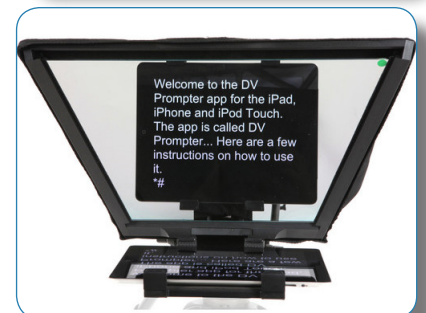 Welcome to the DV
Prompter app for the iPad,
iPhone and iPod Touch.
The app is called DV
Prompter... Here are a few
instructions on how to use
it.
*#